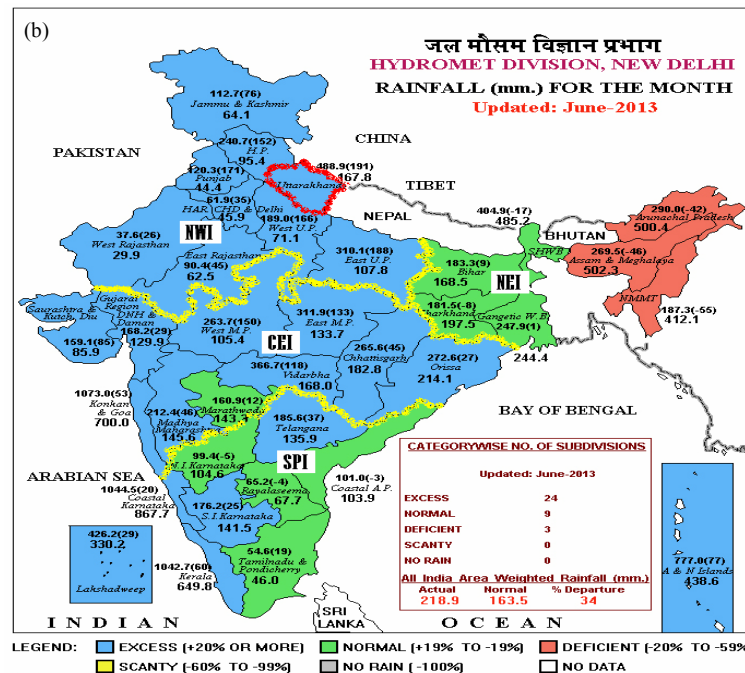 (b)
जल मौसम विज्ञान प्रभाग
HYDROMET DIVISION, NEW DELHI
RAINFALL (mm.) FOR THE MONTH
Updated: June-2013
112.7(76)
Jammu & Kashmir
64.1
240.7(152)
H.P.
95.4
PAKISTAN
CHINA
120.3(171)
Punjab
44.4
488.9(191)
Uttarakhand
167.8
TIBET
61.9(35)
HAR, CHD & Delhi
45.9
NEPAL
189.0(166)
West U.P.
71.1
404.9(-17)
485.2
SHWB
BHUTAN
290.0(-42)
Arunachal Pradesh
500.4
NWI
37.6(26)
West Rajasthan
29.9
East Rajasthan
90.4(45)
62.5
310.1(188)
East U.P.
107.8
183.3(9)
Bihar
168.5
NEI
269.5(-46)
Assam & Meghalaya
502.3
NMMT
187.3(-55)
412.1
Saurashtra &
Kutch, Diu
159.1(85)
85.9
Gujarat
Region
DNH &
Daman
168.2(29)
129.9
263.7(150)
West M.P.
105.4
311.9(133)
East M.P.
133.7
181.5(-8)
Jharkhand
197.5
Gangetic W.B
247.9(1)
244.4
CEI
265.6(45)
Chhattisgarh
182.8
272.6(27)
Orissa
214.1
366.7(118)
Vidarbha
168.0
1073.0(53)
Konkan
& Goa
700.0
160.9(12)
Marathwada
143.7
212.4(46)
Madhya
Maharashtra
145.6
185.6(37)
Telangana
135.9
BAY OF BENGAL
ARABIAN SEA
99.4(-5)
N.I.Karnataka
104.6
SPI
1044.5(20)
Coastal
Karnataka
867.7
65.2(-4)
Rayalaseema
67.7
101.0(-3)
Coastal A.P.
103.9
176.2(25)
S.I.Karnataka
141.5
426.2(29)
330.2
Lakshadweep
1042.7(60)
Kerala
649.8
54.6(19)
Tamilnadu &
Pondicherry
46.0
CATEGORYWISE NO. OF SUBDIVISIONS
Updated: June-2013
EXCESS 24
NORMAL 9
DEFICIENT 3
SCANTY 0
NO RAIN 0
All India Area Weighted Rainfall (mm.)
Actual Normal % Departure
218.9 163.5 34
777.0(77)
A & N Islands
438.6
SRI
LANKA
INDIAN OCEAN
LEGEND: EXCESS (+20% OR MORE) NORMAL (+19% TO -19%) DEFICIENT (-20% TO -59%
SCANTY (-60% TO -99%) NO RAIN (-100%) NO DATA